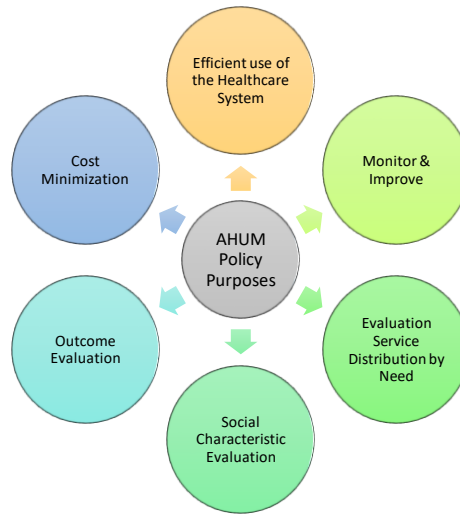 Efficient use of
the Healthcare
System
Cost
Minimization
Monitor &
Improve
AHUM
Policy
Purposes
Outcome
Evaluation
Evaluation
Service
Distribution by
Need
Social
Characteristic
Evaluation